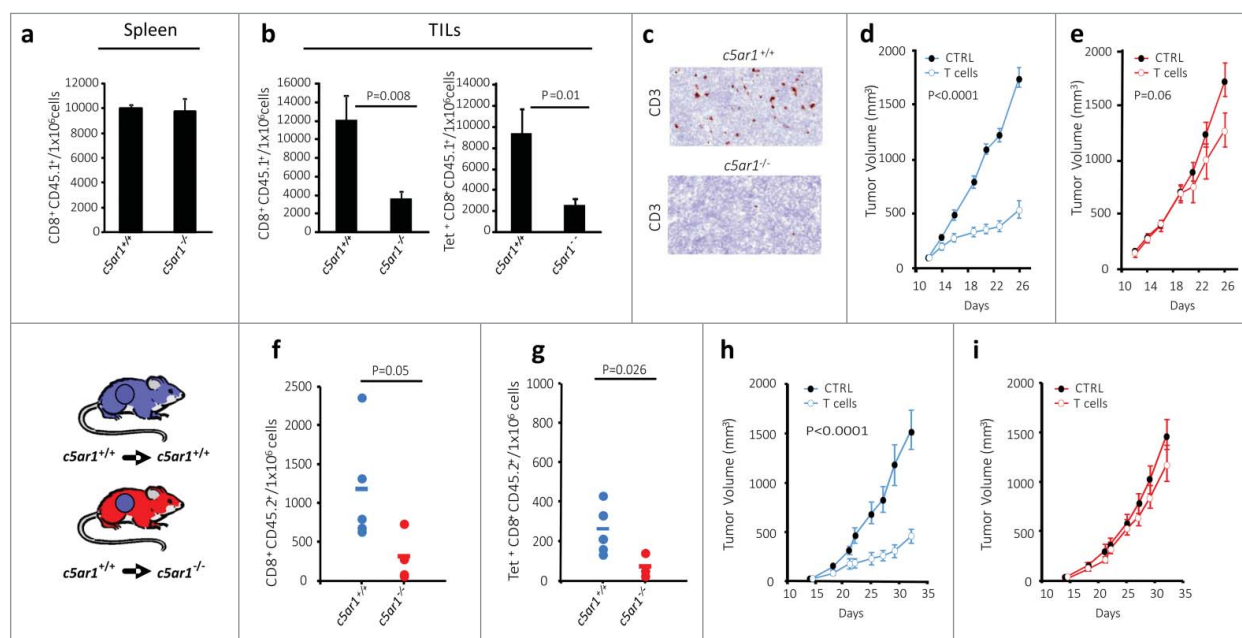 a
Spleen
CD8⁺ CD45.1⁺/1x10⁶cells
12000
10000
8000
6000
4000
2000
0
c5ar1⁺/⁺
c5ar1⁻/⁻
b
TILs
CD8⁺ CD45.1⁺/1x10⁶cells
16000
14000
12000
10000
8000
6000
4000
2000
0
P=0.008
c5ar1⁺/⁺
c5ar1⁻/⁻
Tet⁺ CD8⁺ CD45.1⁺/1x10⁶cells
14000
12000
10000
8000
6000
4000
2000
0
P=0.01
c5ar1⁺/⁺
c5ar1⁻⁻
c
c5ar1⁺/⁺
CD3
c5ar1⁻/⁻
CD3
d
Tumor Volume (mm³)
2000
1500
1000
500
0
CTRL
T cells
P<0.0001
10 14 18 22 26
Days
e
Tumor Volume (mm³)
2000
1500
1000
500
0
CTRL
T cells
P=0.06
10 14 18 22 26
Days
c5ar1⁺/⁺ c5ar1⁺/⁺
c5ar1⁺/⁺ c5ar1⁻/⁻
f
CD8⁺ CD45.2⁺/1x10⁶ cells
P=0.05
2500
2000
1500
1000
500
0
c5ar1⁺/⁺
c5ar1⁻/⁻
g
Tet⁺ CD8⁺ CD45.2⁺/1x10⁶ cells
P=0.026
1000
800
600
400
200
0
c5ar1⁺/⁺
c5ar1⁻/⁻
h
Tumor Volume (mm³)
2000
1500
1000
500
0
CTRL
T cells
P<0.0001
10 15 20 25 30 35
Days
i
Tumor Volume (mm³)
2000
1500
1000
500
0
CTRL
T cells
10 15 20 25 30 35
Days